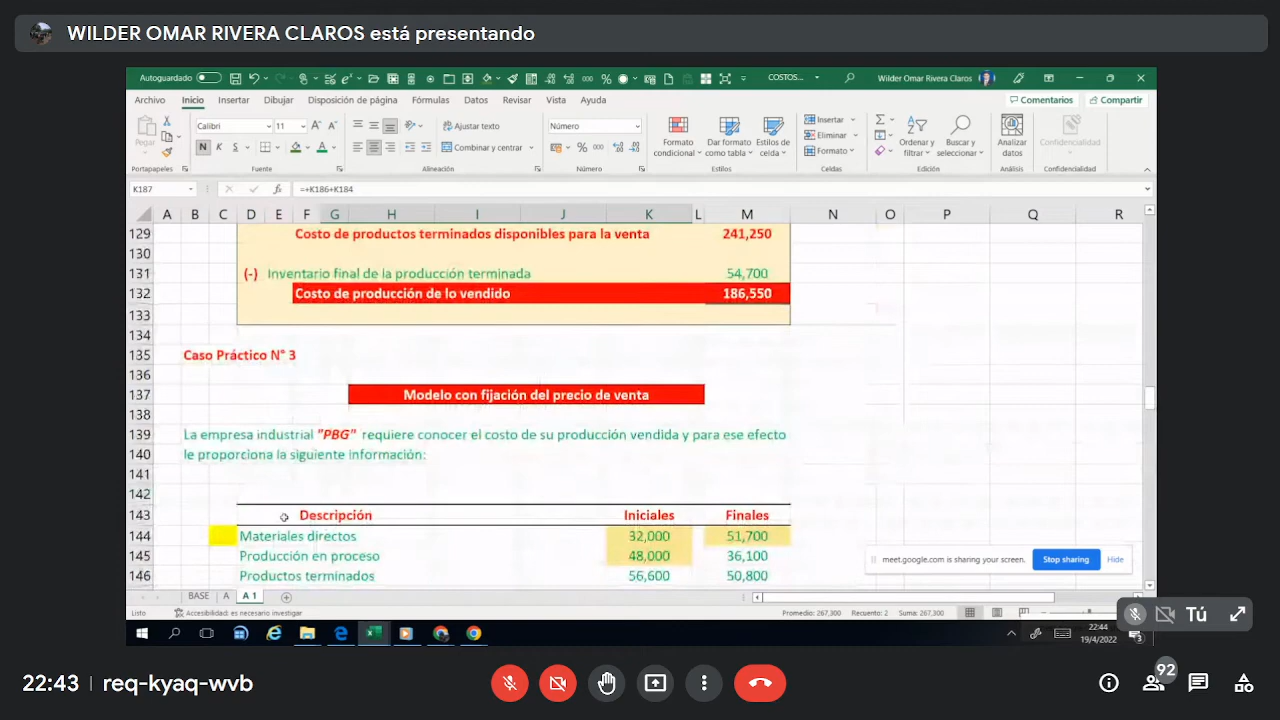 WILDER OMAR RIVERA CLAROS está presentando
Autoguardado COSTOS... Wilder Omar Rivera Claros
Archivo Inicio Insertar Dibujar Disposición de página Fórmulas Datos Revisar Vista Ayuda Comentarios Compartir
Pegar Calibri 11 Ajustar texto Número Insertar
N K S Combinar y centrar % 000 Eliminar
Formato condicional Dar formato como tabla Estilos de celda Formato Ordenar y filtrar Buscar y seleccionar Analizar datos Confidencialidad
Portapapeles Fuente Alineación Número Estilos Celdas Edición Análisis Confidencialidad
K187 fx =+K186+K184
A B C D E F G H I J K L M N O P Q R
129 Costo de productos terminados disponibles para la venta 241,250
130
131 (-) Inventario final de la producción terminada 54,700
132 Costo de producción de lo vendido 186,550
133
134
135 Caso Práctico N° 3
136
137 Modelo con fijación del precio de venta
138
139 La empresa industrial "PBG" requiere conocer el costo de su producción vendida y para ese efecto
140 le proporciona la siguiente información:
141
142
143 Descripción Iniciales Finales
144 Materiales directos 32,000 51,700
145 Producción en proceso 48,000 36,100
146 Productos terminados 56,600 50,800
meet.google.com is sharing your screen. Stop sharing Hide
BASE A A 1
Listo Accesibilidad: es necesario investigar Promedio: 267,300 Recuento: 2 Suma: 267,300
Tú
22:44
19/4/2022
3
22:43 req-kyaq-wvb
92